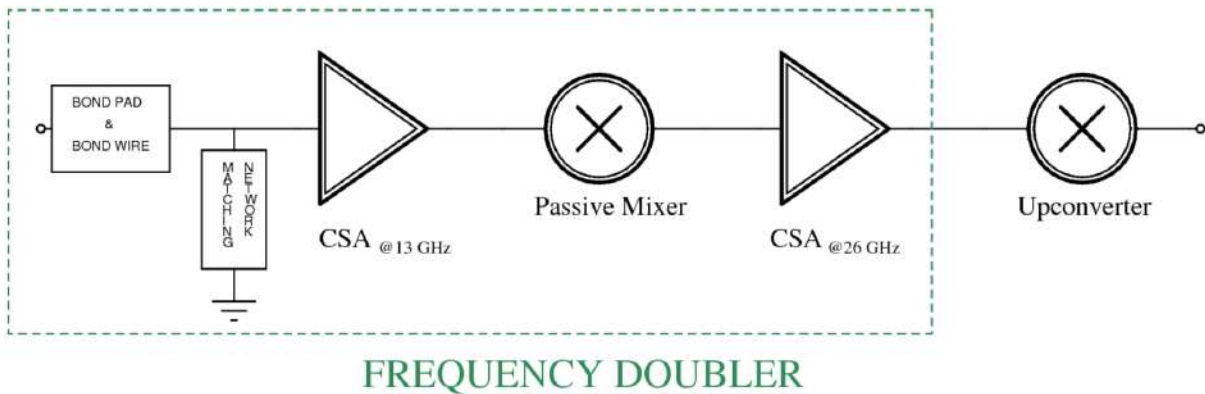 BOND PAD
&
BOND WIRE
MATCHING
NETWORK
CSA @13 GHz
Passive Mixer
CSA @26 GHz
Upconverter
FREQUENCY DOUBLER